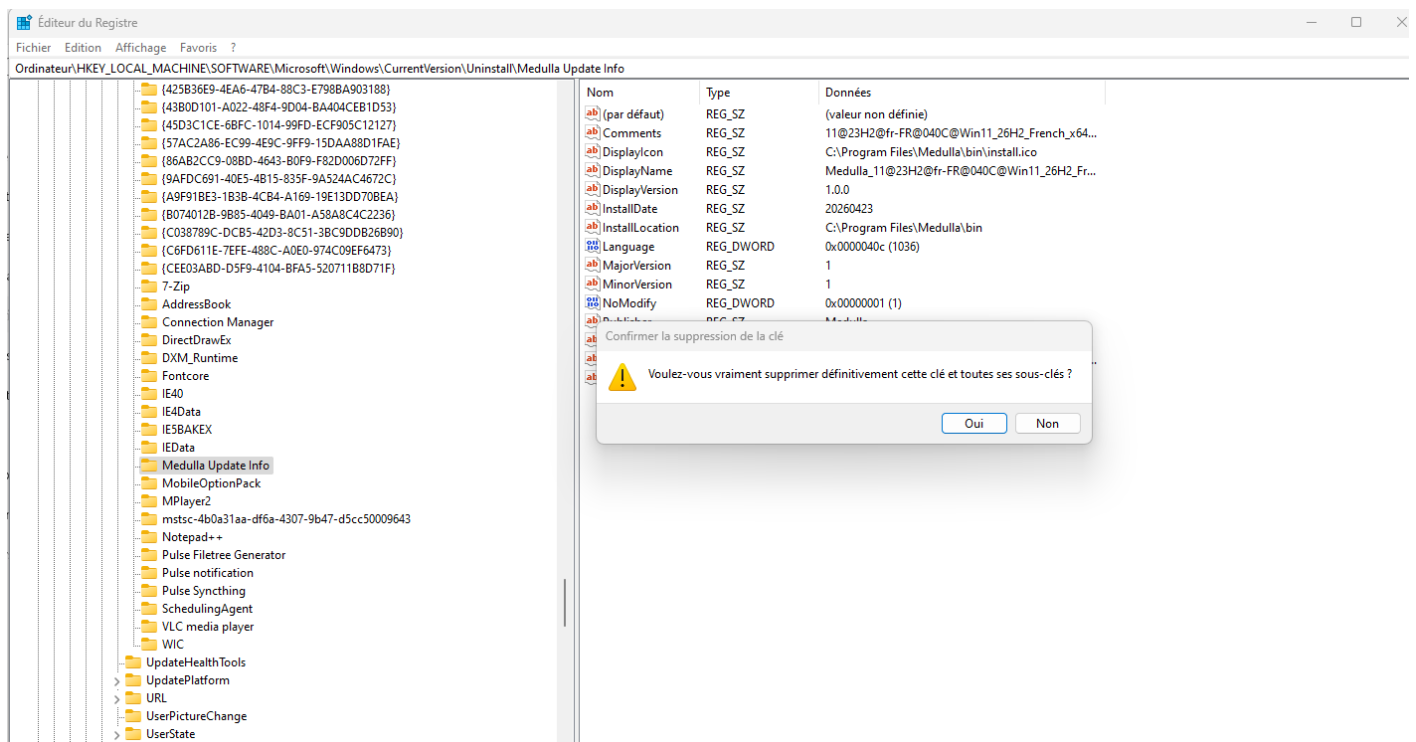 Éditeur du Registre
Fichier Edition Affichage Favoris ?
Ordinateur\HKEY_LOCAL_MACHINE\SOFTWARE\Microsoft\Windows\CurrentVersion\Uninstall\Medulla Update Info
{425B36E9-4EA6-47B4-88C3-E798BA903188}
{43B0D101-A022-48F4-9D04-BA404CEB1D53}
{45D3C1CE-6BFC-1014-99FD-ECF905C12127}
{57AC2A86-EC99-4E9C-9FF9-15DAA88D1FAE}
{86AB2CC9-08BD-4643-B0F9-F82D006D72FF}
{9AFDC691-40E5-4B15-835F-9A524AC4672C}
{A9F91BE3-1B3B-4CB4-A169-19E13DD70BEA}
{B074012B-9B85-4049-BA01-A58A8C4C2236}
{C038789C-DCB5-42D3-8C51-3BC9DDB26B90}
{C6FD611E-7EFE-488C-A0E0-974C09EF6473}
{CEE03ABD-D5F9-4104-BFA5-520711B8D71F}
7-Zip
AddressBook
Connection Manager
DirectDrawEx
DXM_Runtime
Fontcore
IE40
IE4Data
IE5BAKEX
IEData
Medulla Update Info
MobileOptionPack
MPlayer2
mstsc-4b0a31aa-df6a-4307-9b47-d5cc50009643
Notepad++
Pulse Filetree Generator
Pulse notification
Pulse Syncthing
SchedulingAgent
VLC media player
WIC
UpdateHealthTools
UpdatePlatform
URL
UserPictureChange
UserState
Nom Type Données
(par défaut) REG_SZ (valeur non définie)
Comments REG_SZ 11@23H2@fr-FR@040C@Win11_26H2_French_x64...
DisplayIcon REG_SZ C:\Program Files\Medulla\bin\install.ico
DisplayName REG_SZ Medulla_11@23H2@fr-FR@040C@Win11_26H2_Fr...
DisplayVersion REG_SZ 1.0.0
InstallDate REG_SZ 20260423
InstallLocation REG_SZ C:\Program Files\Medulla\bin
Language REG_DWORD 0x0000040c (1036)
MajorVersion REG_SZ 1
MinorVersion REG_SZ 1
NoModify REG_DWORD 0x00000001 (1)
Publisher REG_SZ Medulla
Confirmer la suppression de la clé
Voulez-vous vraiment supprimer définitivement cette clé et toutes ses sous-clés ?
Oui Non